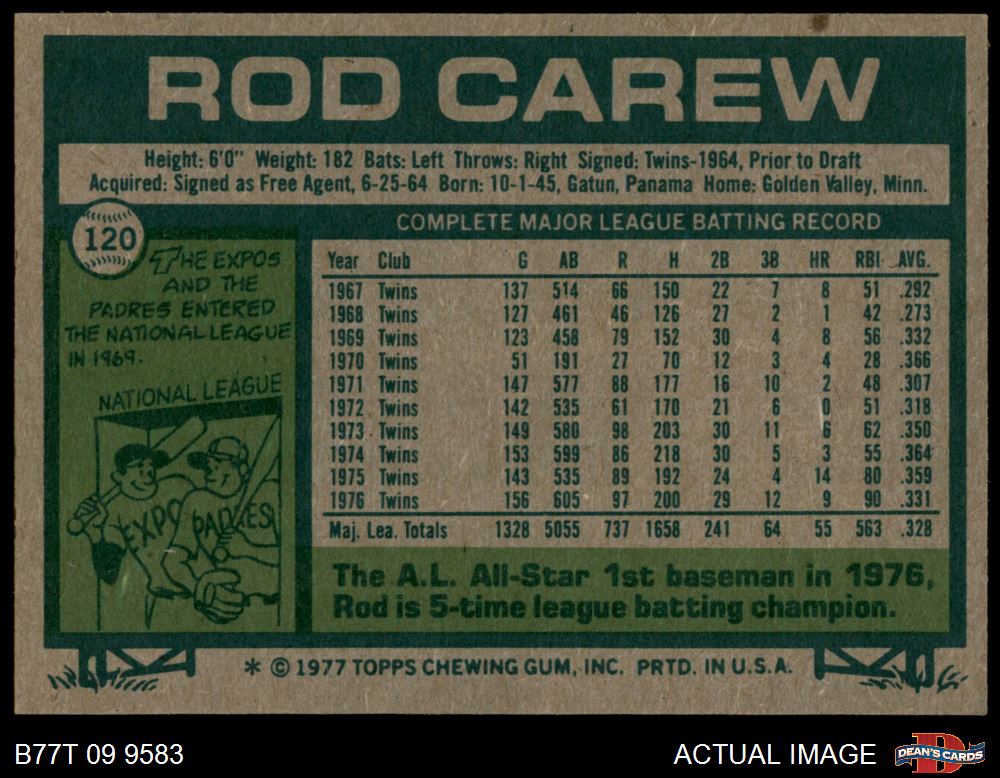 ROD CAREW
Height: 6'0" Weight: 182 Bats: Left Throws: Right Signed: Twins-1964, Prior to Draft
Acquired: Signed as Free Agent, 6-25-64 Born: 10-1-45, Gatun, Panama Home: Golden Valley, Minn.
120
THE EXPOS
AND THE
PADRES ENTERED
THE NATIONAL LEAGUE
IN 1969.
NATIONAL LEAGUE
EXPO
PADRES
COMPLETE MAJOR LEAGUE BATTING RECORD
Year Club G AB R H 2B 3B HR RBI AVG.
1967 Twins 137 514 66 150 22 7 8 51 .292
1968 Twins 127 461 46 126 27 2 1 42 .273
1969 Twins 123 458 79 152 30 4 8 56 .332
1970 Twins 51 191 27 70 12 3 4 28 .366
1971 Twins 147 577 88 177 16 10 2 48 .307
1972 Twins 142 535 61 170 21 6 0 51 .318
1973 Twins 149 580 98 203 30 11 6 62 .350
1974 Twins 153 599 86 218 30 5 3 55 .364
1975 Twins 143 535 89 192 24 4 14 80 .359
1976 Twins 156 605 97 200 29 12 9 90 .331
Maj. Lea. Totals 1328 5055 737 1658 241 64 55 563 .328
The A.L. All-Star 1st baseman in 1976,
Rod is 5-time league batting champion.
* © 1977 TOPPS CHEWING GUM, INC. PRTD. IN U.S.A.
B77T 09 9583
ACTUAL IMAGE
DEAN'S CARDS